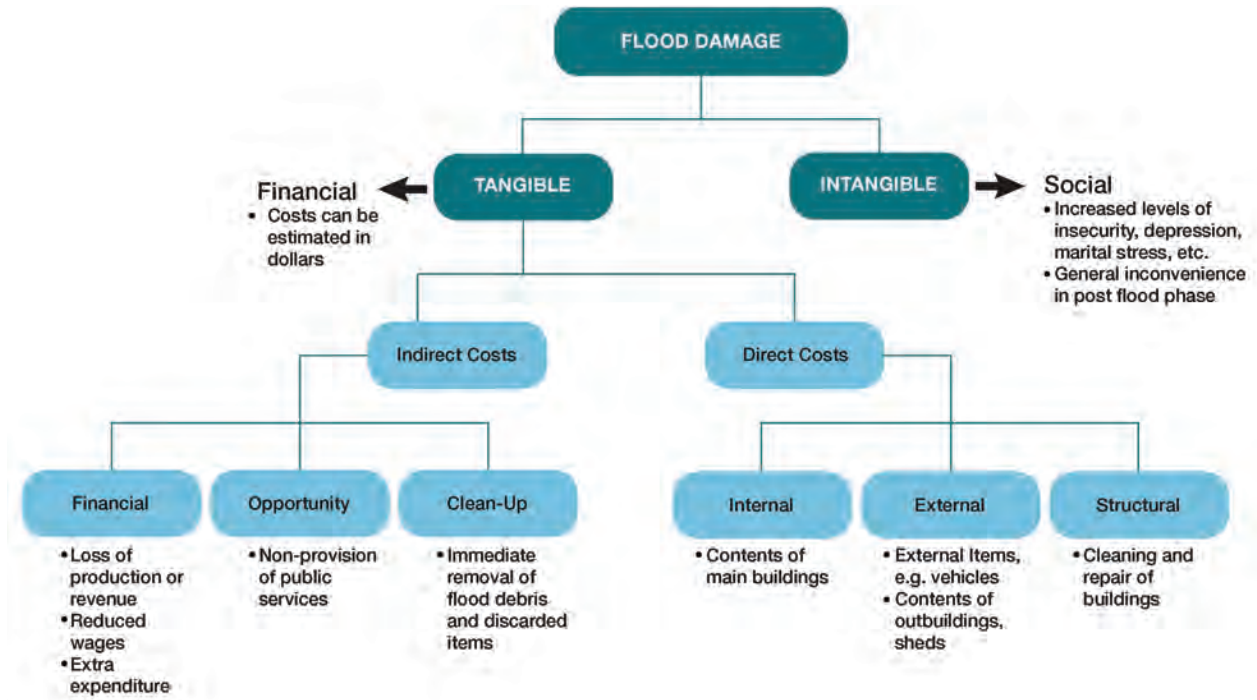 FLOOD DAMAGE
Financial
• Costs can be
estimated in
dollars
TANGIBLE
INTANGIBLE
Social
• Increased levels of
insecurity, depression,
marital stress, etc.
• General inconvenience
in post flood phase
Indirect Costs
Direct Costs
Financial
• Loss of
production or
revenue
• Reduced
wages
• Extra
expenditure
Opportunity
• Non-provision
of public
services
Clean-Up
• Immediate
removal of
flood debris
and discarded
items
Internal
• Contents of
main buildings
External
• External Items,
e.g. vehicles
• Contents of
outbuildings,
sheds
Structural
• Cleaning and
repair of
buildings